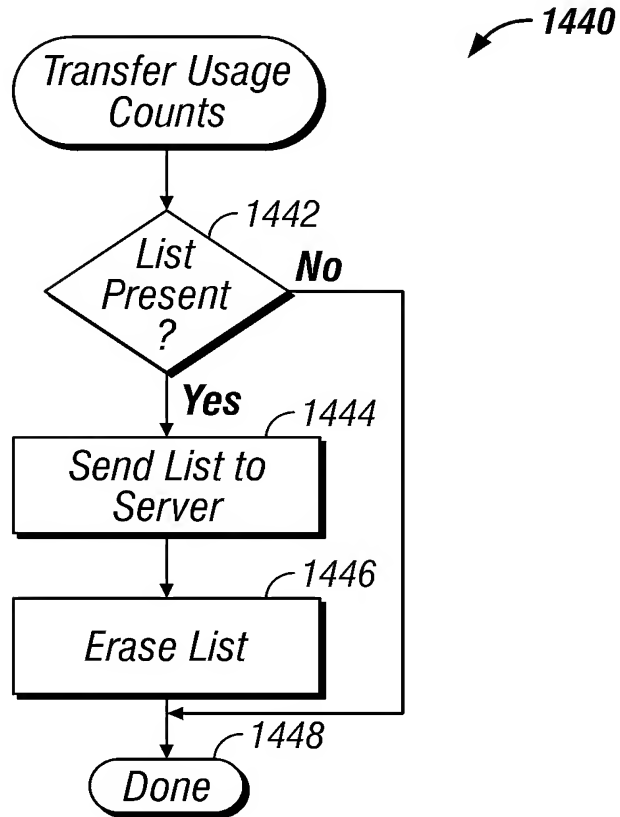 1440
Transfer Usage
Counts
1442
List
Present
?
No
Yes
1444
Send List to
Server
1446
Erase List
1448
Done